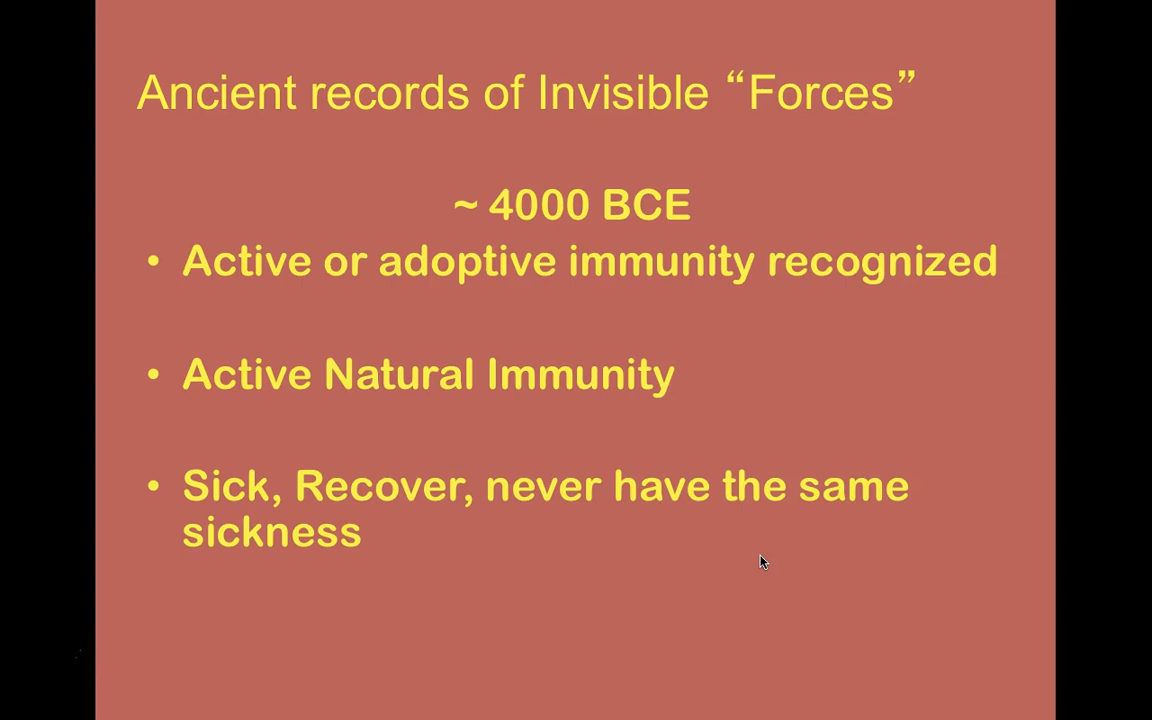 Ancient records of Invisible “Forces”
~ 4000 BCE
• Active or adoptive immunity recognized
• Active Natural Immunity
• Sick, Recover, never have the same
sickness